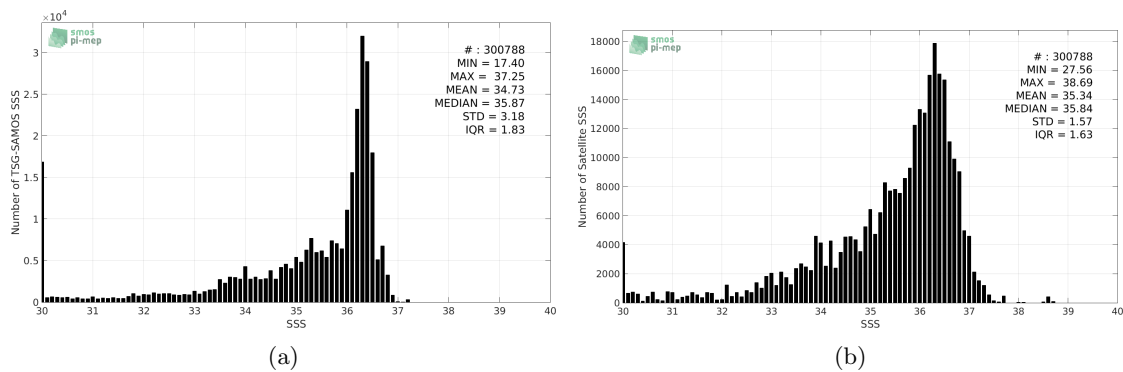 ×10⁴
smos
pi-mep
# : 300788
MIN = 17.40
MAX = 37.25
MEAN = 34.73
MEDIAN = 35.87
STD = 3.18
IQR = 1.83
Number of TSG-SAMOS SSS
3
2.5
2
1.5
1
0.5
0
30 31 32 33 34 35 36 37 38 39 40
SSS
(a)
smos
pi-mep
# : 300788
MIN = 27.56
MAX = 38.69
MEAN = 35.34
MEDIAN = 35.84
STD = 1.57
IQR = 1.63
Number of Satellite SSS
18000
16000
14000
12000
10000
8000
6000
4000
2000
0
30 31 32 33 34 35 36 37 38 39 40
SSS
(b)